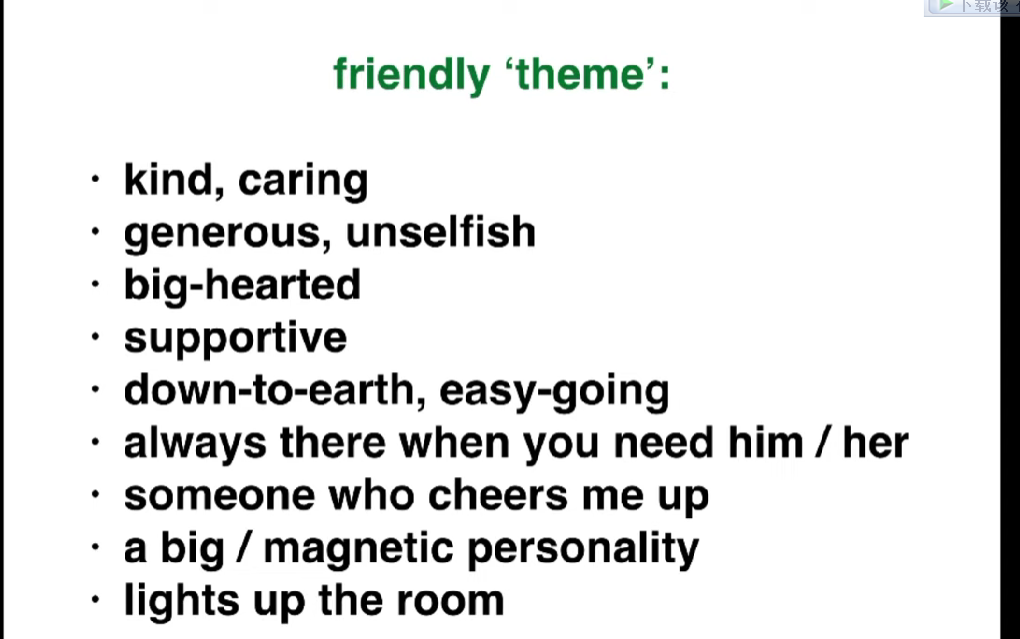 下载该
friendly ‘theme’:
· kind, caring
· generous, unselfish
· big-hearted
· supportive
· down-to-earth, easy-going
· always there when you need him / her
· someone who cheers me up
· a big / magnetic personality
· lights up the room